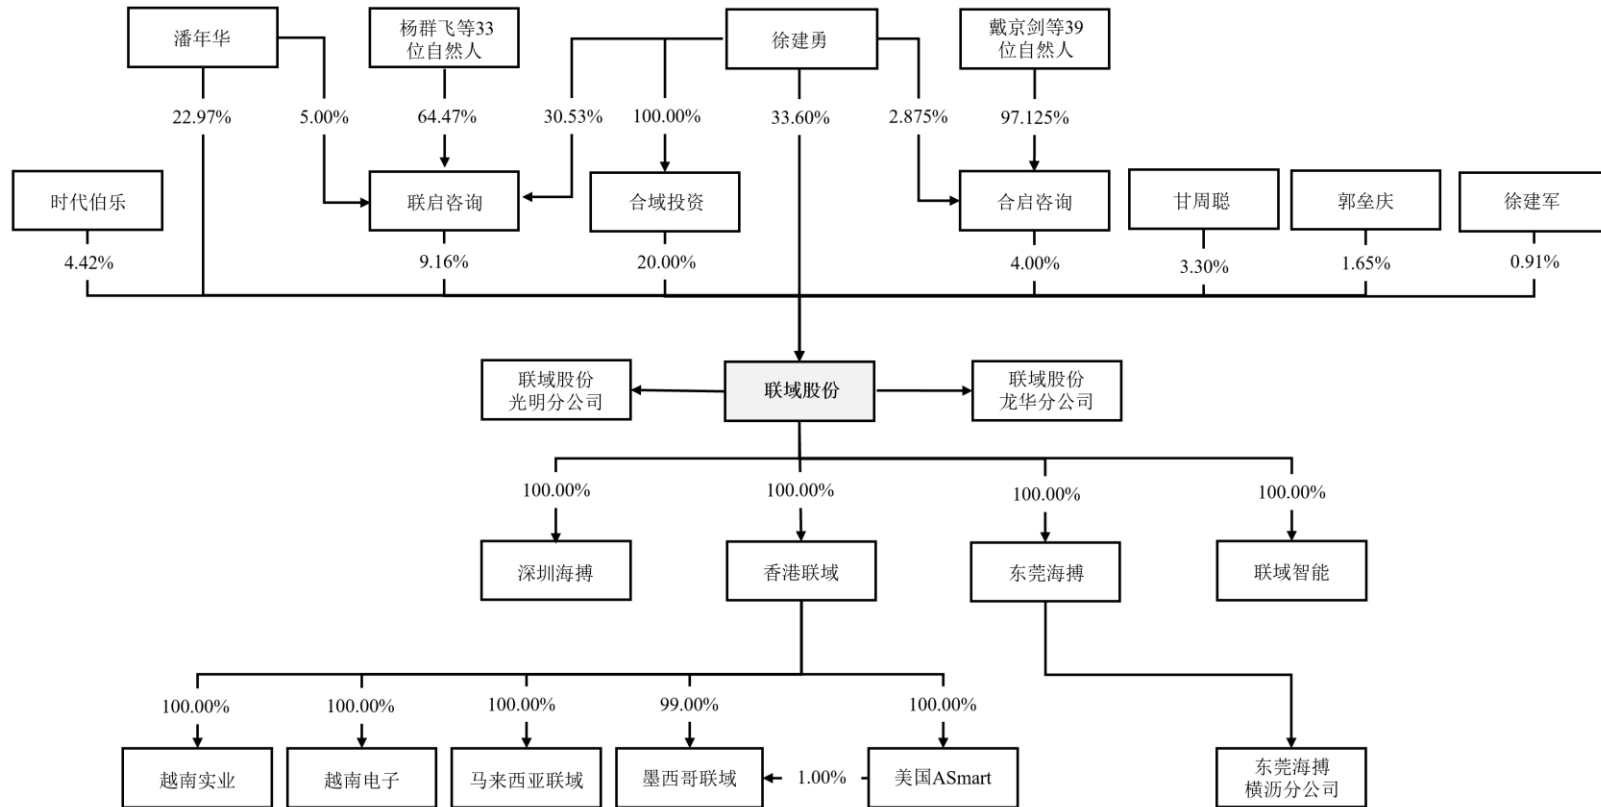 潘年华
杨群飞等33
位自然人
徐建勇
戴京剑等39
位自然人
22.97%
5.00%
64.47%
30.53%
100.00%
33.60%
2.875%
97.125%
时代伯乐
联启咨询
合域投资
合启咨询
甘周聪
郭垒庆
徐建军
4.42%
9.16%
20.00%
4.00%
3.30%
1.65%
0.91%
联域股份
光明分公司
联域股份
联域股份
龙华分公司
100.00%
100.00%
100.00%
100.00%
深圳海搏
香港联域
东莞海搏
联域智能
100.00%
100.00%
100.00%
99.00%
100.00%
越南实业
越南电子
马来西亚联域
墨西哥联域
1.00%
美国ASmart
东莞海搏
横沥分公司